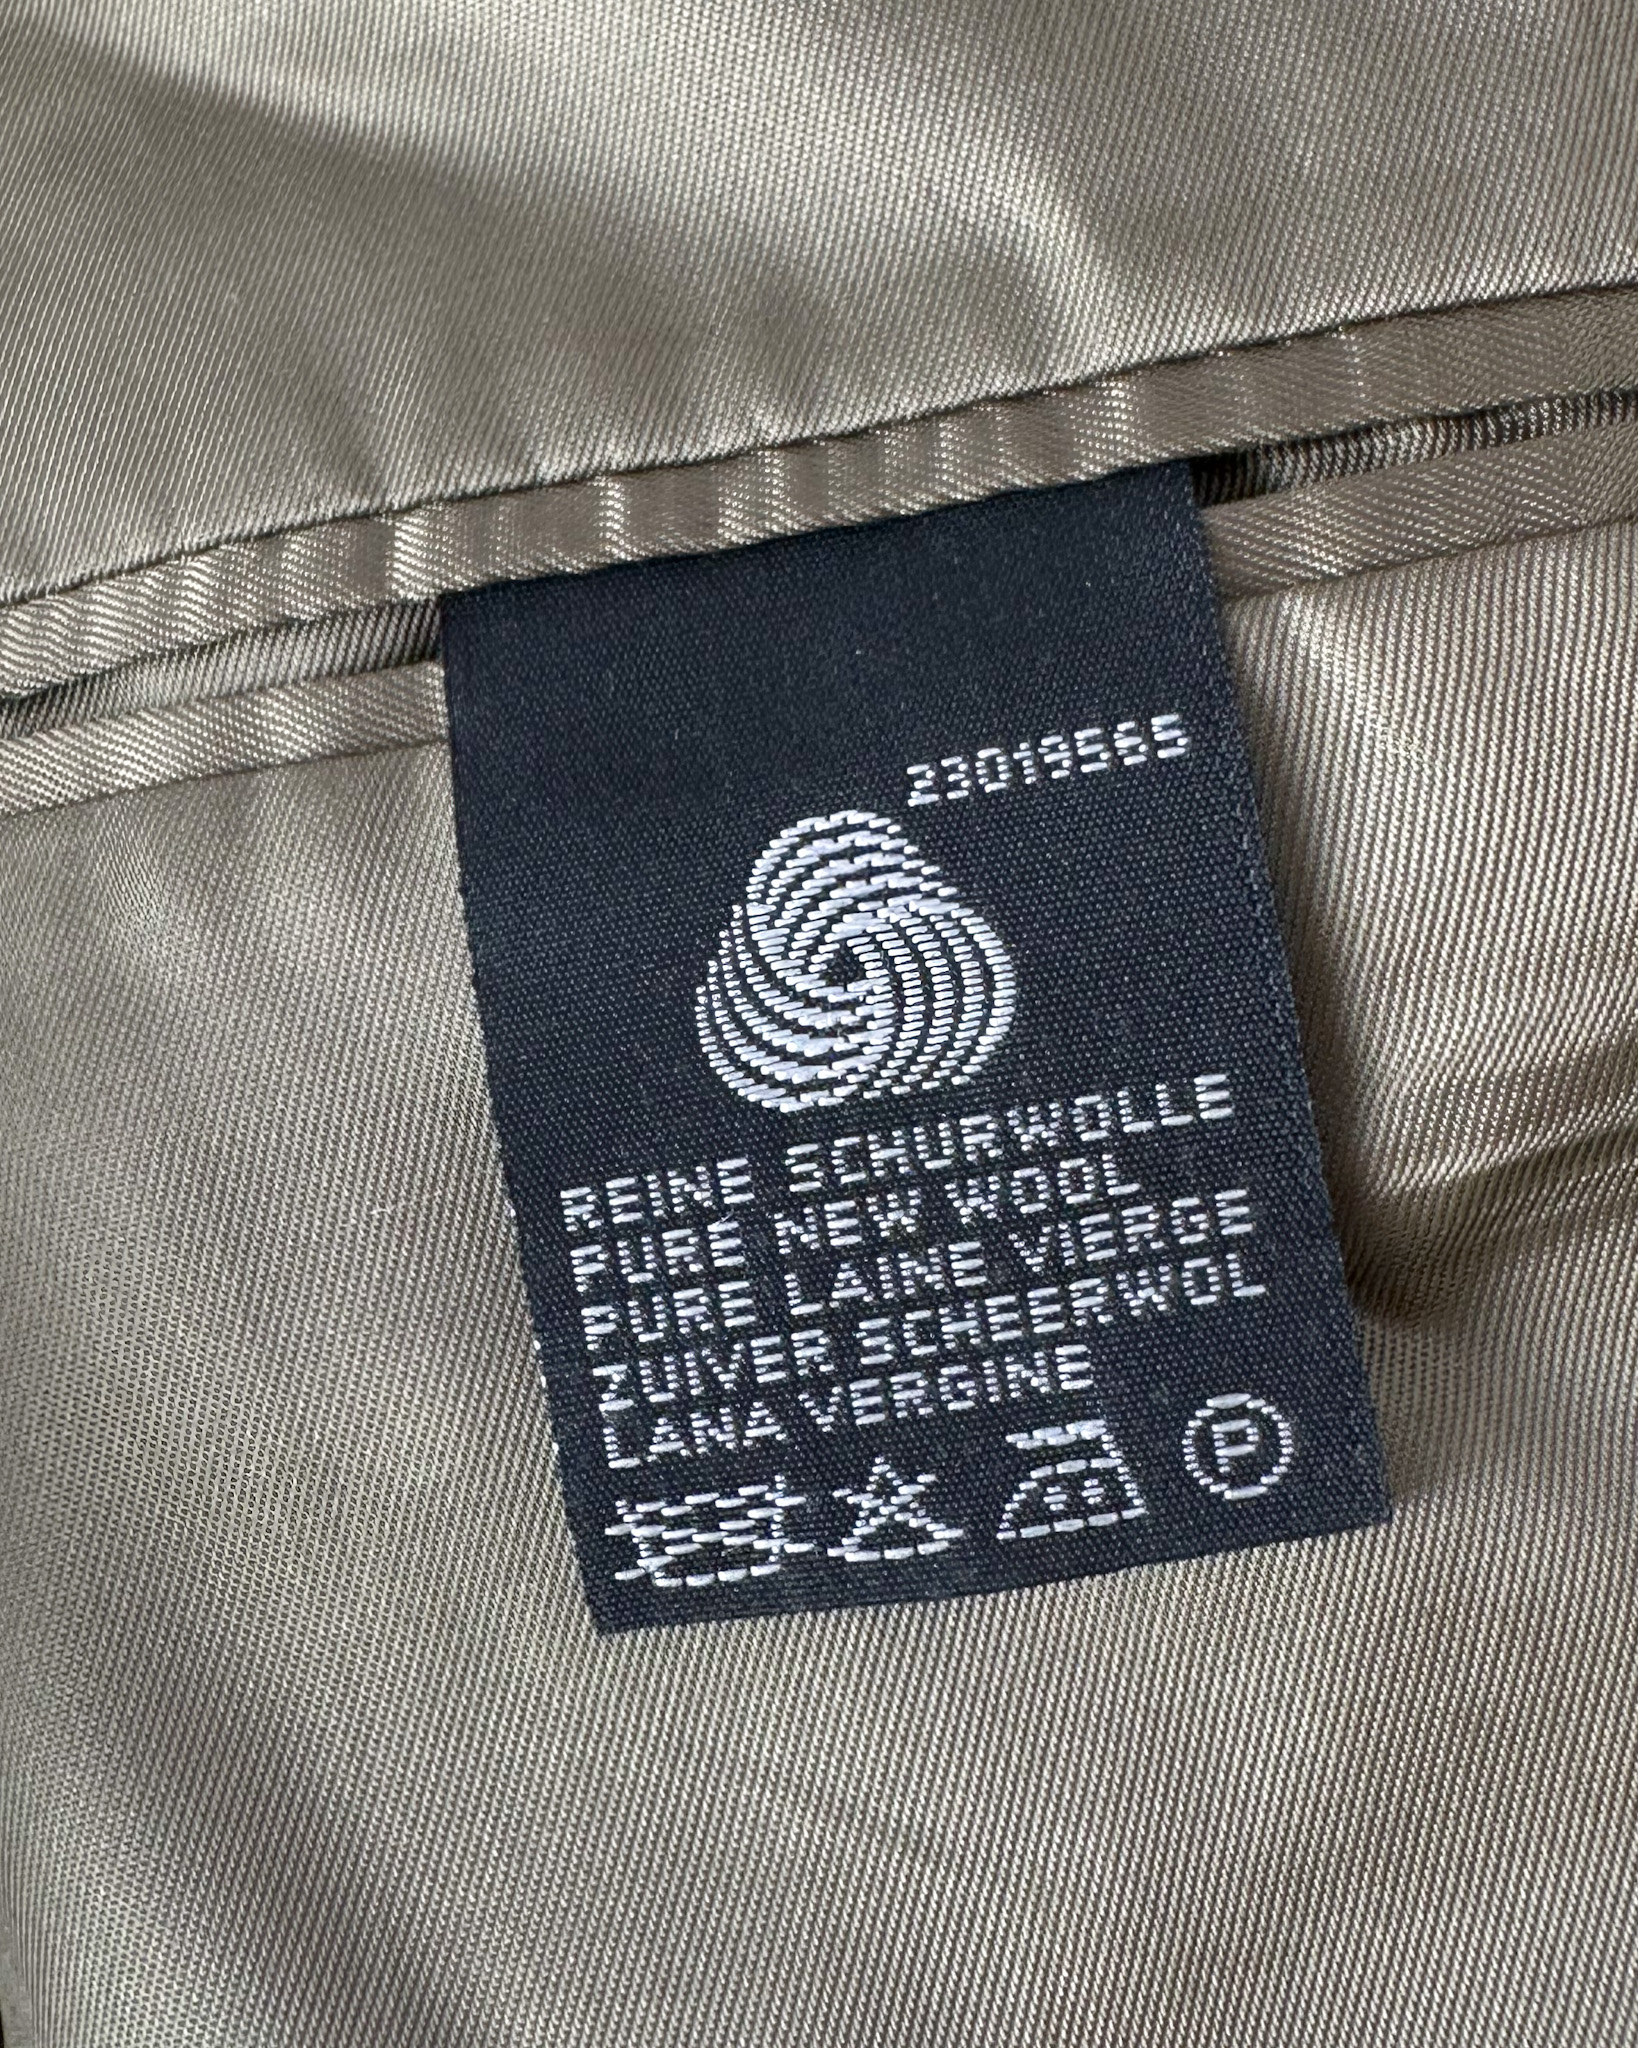 23019565
REINE SCHURWOLLE
PURE NEW WOOL
PURE LAINE VIERGE
ZUIVER SCHEERWOL
LANA VERGINE
P